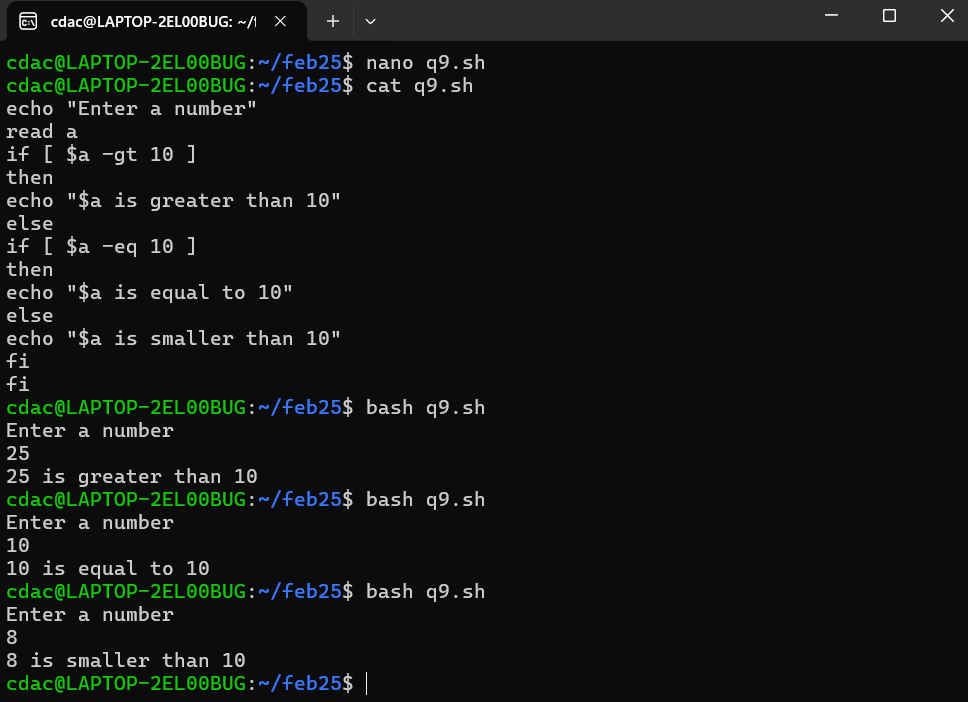 cdac@LAPTOP-2EL00BUG: ~/f
cdac@LAPTOP-2EL00BUG:~/feb25$ nano q9.sh
cdac@LAPTOP-2EL00BUG:~/feb25$ cat q9.sh
echo "Enter a number"
read a
if [ $a -gt 10 ]
then
echo "$a is greater than 10"
else
if [ $a -eq 10 ]
then
echo "$a is equal to 10"
else
echo "$a is smaller than 10"
fi
fi
cdac@LAPTOP-2EL00BUG:~/feb25$ bash q9.sh
Enter a number
25
25 is greater than 10
cdac@LAPTOP-2EL00BUG:~/feb25$ bash q9.sh
Enter a number
10
10 is equal to 10
cdac@LAPTOP-2EL00BUG:~/feb25$ bash q9.sh
Enter a number
8
8 is smaller than 10
cdac@LAPTOP-2EL00BUG:~/feb25$